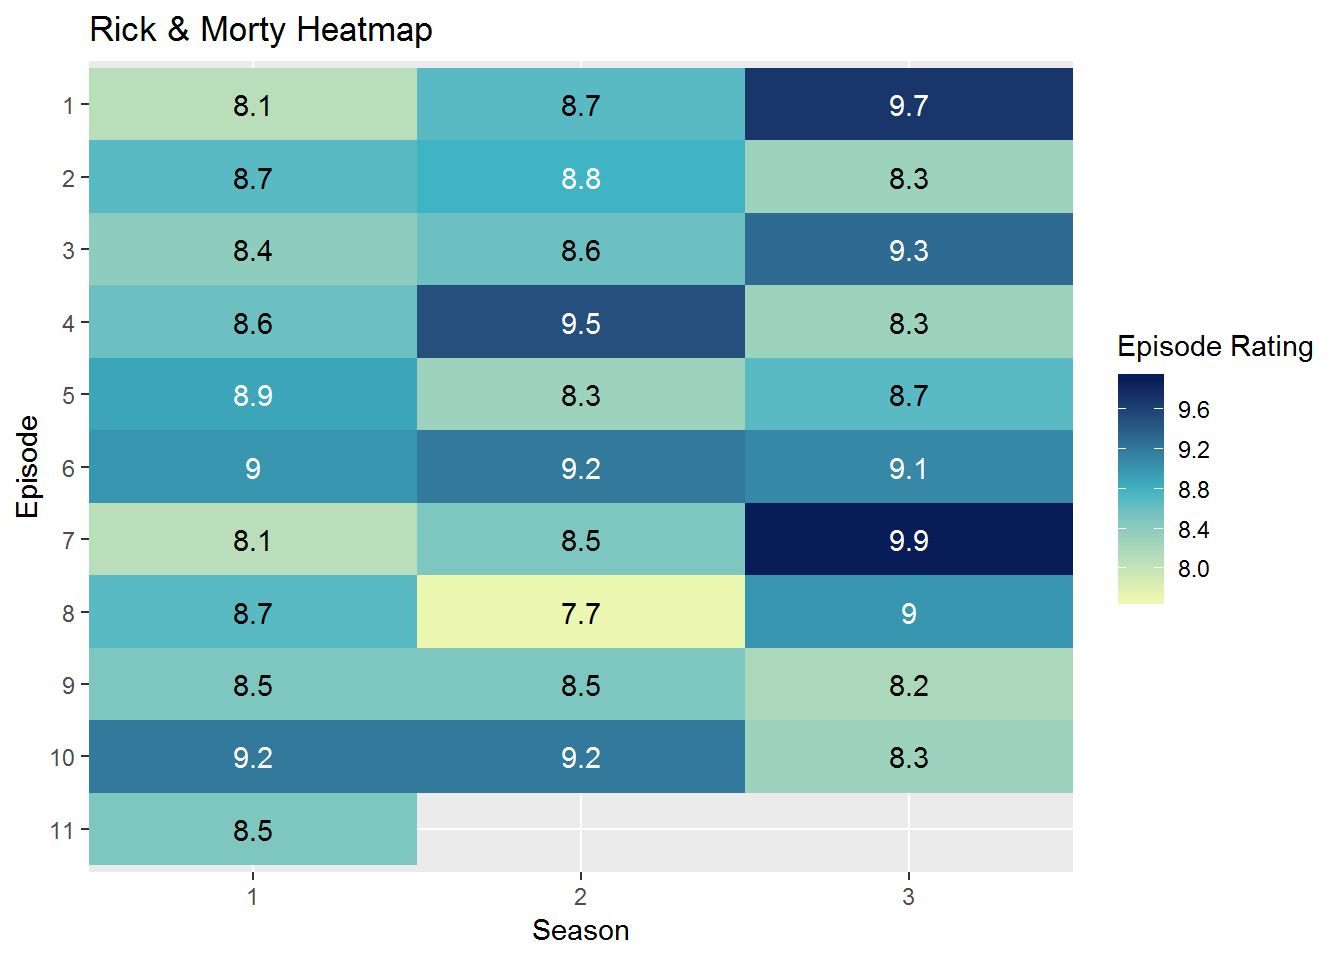 Rick & Morty Heatmap
1 8.1 8.7 9.7
2 8.7 8.8 8.3
3 8.4 8.6 9.3
4 8.6 9.5 8.3
5 8.9 8.3 8.7
6 9 9.2 9.1
7 8.1 8.5 9.9
8 8.7 7.7 9
9 8.5 8.5 8.2
10 9.2 9.2 8.3
11 8.5
Episode
1 2 3
Season
Episode Rating
9.6
9.2
8.8
8.4
8.0